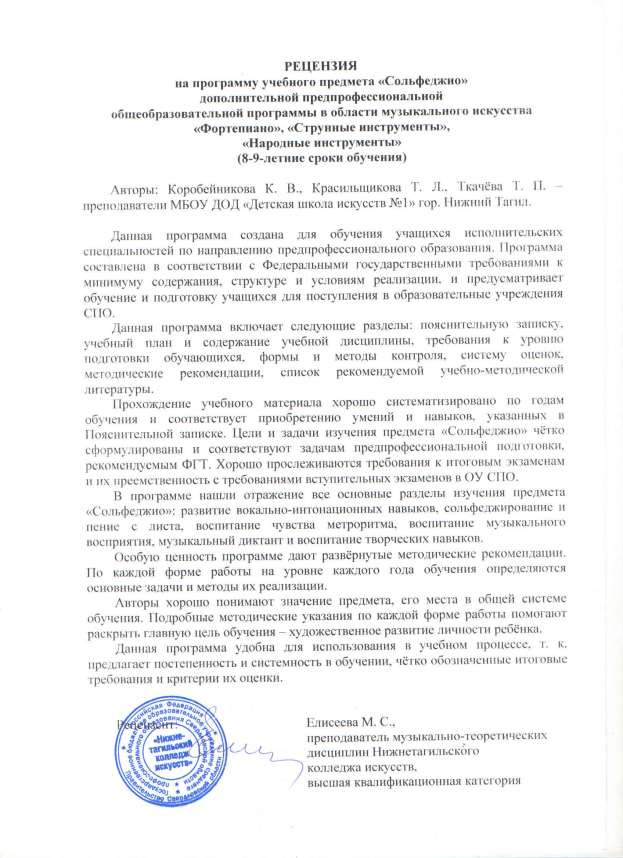 РЕЦЕНЗИЯ
на программу учебного предмета «Сольфеджио»
дополнительной предпрофессиональной
общеобразовательной программы в области музыкального искусства
«Фортепиано», «Струнные инструменты»,
«Народные инструменты»
(8-9-летние сроки обучения)
Авторы: Коробейникова К. В., Красильщикова Т. Л., Ткачёва Т. П. –
преподаватели МБОУ ДОД «Детская школа искусств №1» гор. Нижний Тагил.
Данная программа создана для обучения учащихся исполнительских
специальностей по направлению предпрофессионального образования. Программа
составлена в соответствии с Федеральными государственными требованиями к
минимуму содержания, структуре и условиям реализации, и предусматривает
обучение и подготовку учащихся для поступления в образовательные учреждения
СПО.
Данная программа включает следующие разделы: пояснительную записку,
учебный план и содержание учебной дисциплины, требования к уровню
подготовки обучающихся, формы и методы контроля, систему оценок,
методические рекомендации, список рекомендуемой учебно-методической
литературы.
Прохождение учебного материала хорошо систематизировано по годам
обучения и соответствует приобретению умений и навыков, указанных в
Пояснительной записке. Цели и задачи изучения предмета «Сольфеджио» чётко
сформулированы и соответствуют задачам предпрофессиональной подготовки,
рекомендуемым ФГТ. Хорошо прослеживаются требования к итоговым экзаменам
и их преемственность с требованиями вступительных экзаменов в ОУ СПО.
В программе нашли отражение все основные разделы изучения предмета
«Сольфеджио»: развитие вокально-интонационных навыков, сольфеджирование и
пение с листа, воспитание чувства метроритма, воспитание музыкального
восприятия, музыкальный диктант и воспитание творческих навыков.
Особую ценность программе дают развёрнутые методические рекомендации.
По каждой форме работы на уровне каждого года обучения определяются
основные задачи и методы их реализации.
Авторы хорошо понимают значение предмета, его места в общей системе
обучения. Подробные методические указания по каждой форме работы помогают
раскрыть главную цель обучения – художественное развитие личности ребёнка.
Данная программа удобна для использования в учебном процессе, т. к.
предлагает постепенность и системность в обучении, чётко обозначенные итоговые
требования и критерии их оценки.
Рецензент:
Елисеева М. С.,
преподаватель музыкально-теоретических
дисциплин Нижнетагильского
колледжа искусств,
высшая квалификационная категория
Российская Федерация
«Нижне-
тагильский
колледж
искусств»